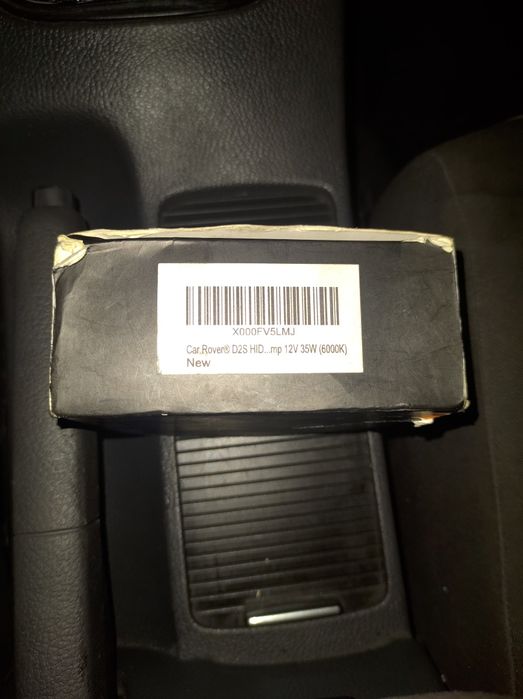 X000FV5LMJ
Car.Rover® D2S HID...mp 12V 35W (6000K)
New